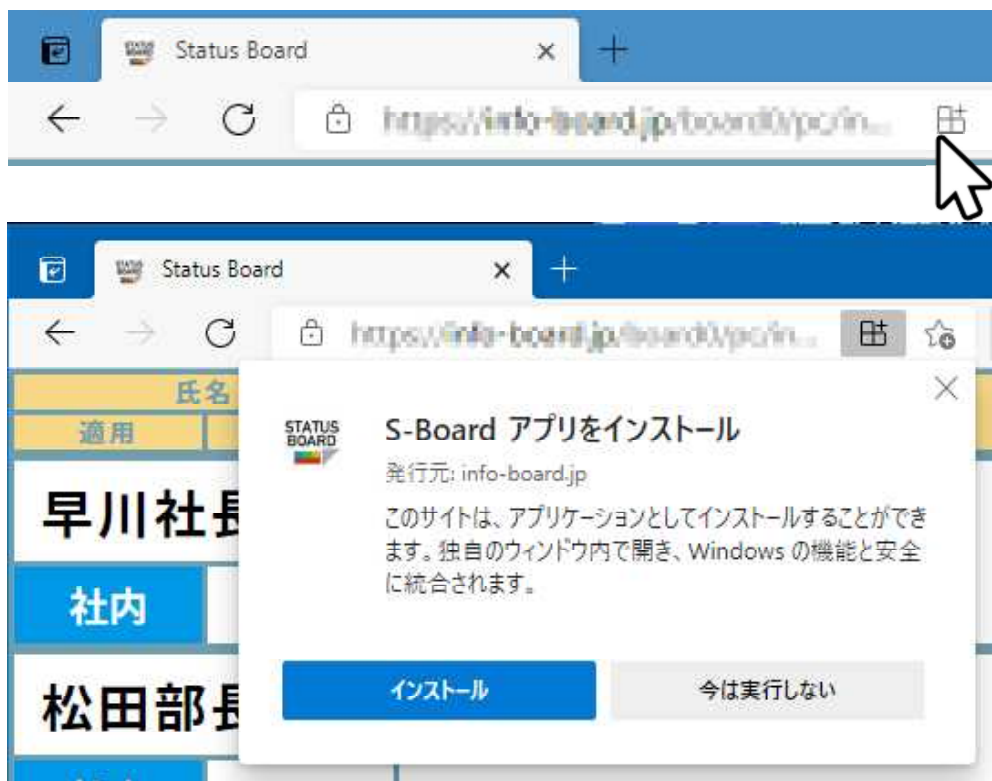 Status Board
Status Board
氏名
適用
STATUS
BOARD
S-Board アプリをインストール
発行元: info-board.jp
このサイトは、アプリケーションとしてインストールすることができ
ます。独自のウィンドウ内で開き、Windows の機能と安全
に統合されます。
早川社長
社内
インストール
今は実行しない
松田部長